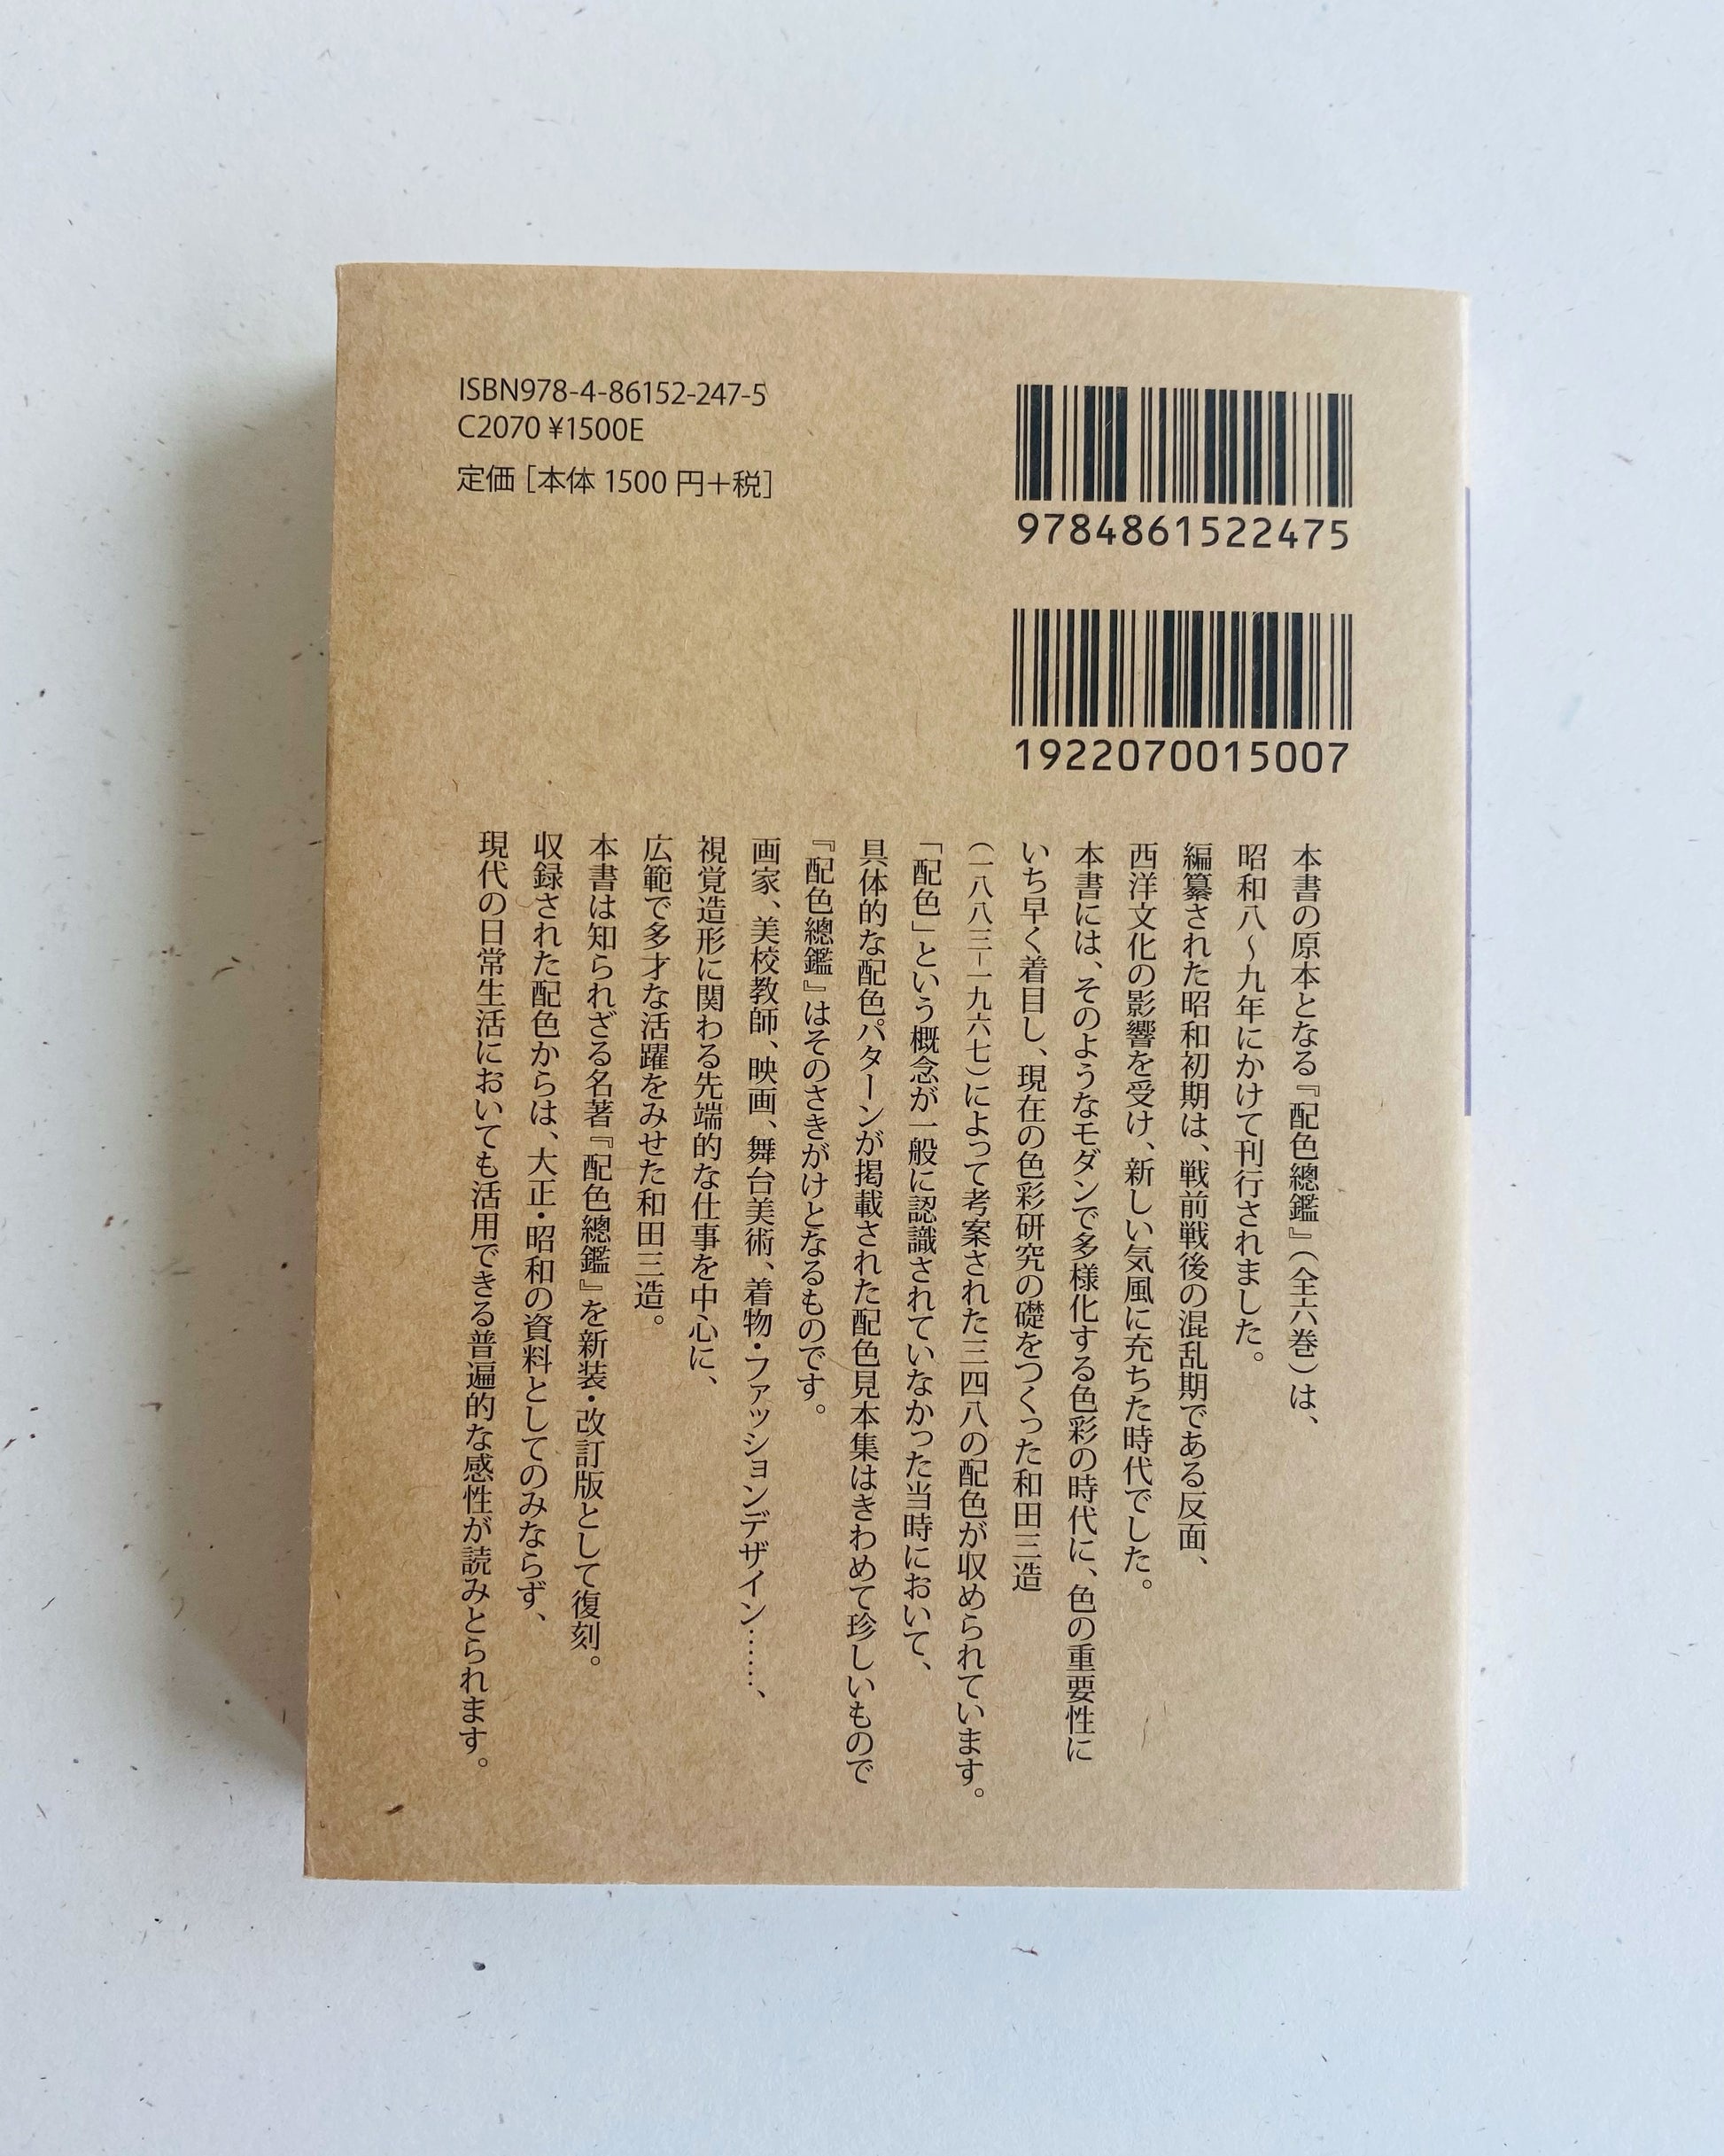 ISBN978-4-86152-247-5
C2070 ¥1500E
定価［本体 1500 円＋税］
9784861522475
1922070015007
本書の原本となる『配色總鑑』（全六巻）は、
昭和八〜九年にかけて刊行されました。
編纂された昭和初期は、戦前戦後の混乱期である反面、
西洋文化の影響を受け、新しい気風に充ちた時代でした。
本書には、そのようなモダンで多様化する色彩の時代に、色の重要性に
いち早く着目し、現在の色彩研究の礎をつくった和田三造
（一八八三−一九六七）によって考案された三四八の配色が収められています。
「配色」という概念が一般に認識されていなかった当時において、
具体的な配色パターンが掲載された配色見本集はきわめて珍しいもので
『配色總鑑』はそのさきがけとなるものです。
画家、美校教師、映画、舞台美術、着物・ファッションデザイン……、
視覚造形に関わる先端的な仕事を中心に、
広範で多才な活躍をみせた和田三造。
本書は知られざる名著『配色總鑑』を新装・改訂版として復刻。
収録された配色からは、大正・昭和の資料としてのみならず、
現代の日常生活においても活用できる普遍的な感性が読みとられます。